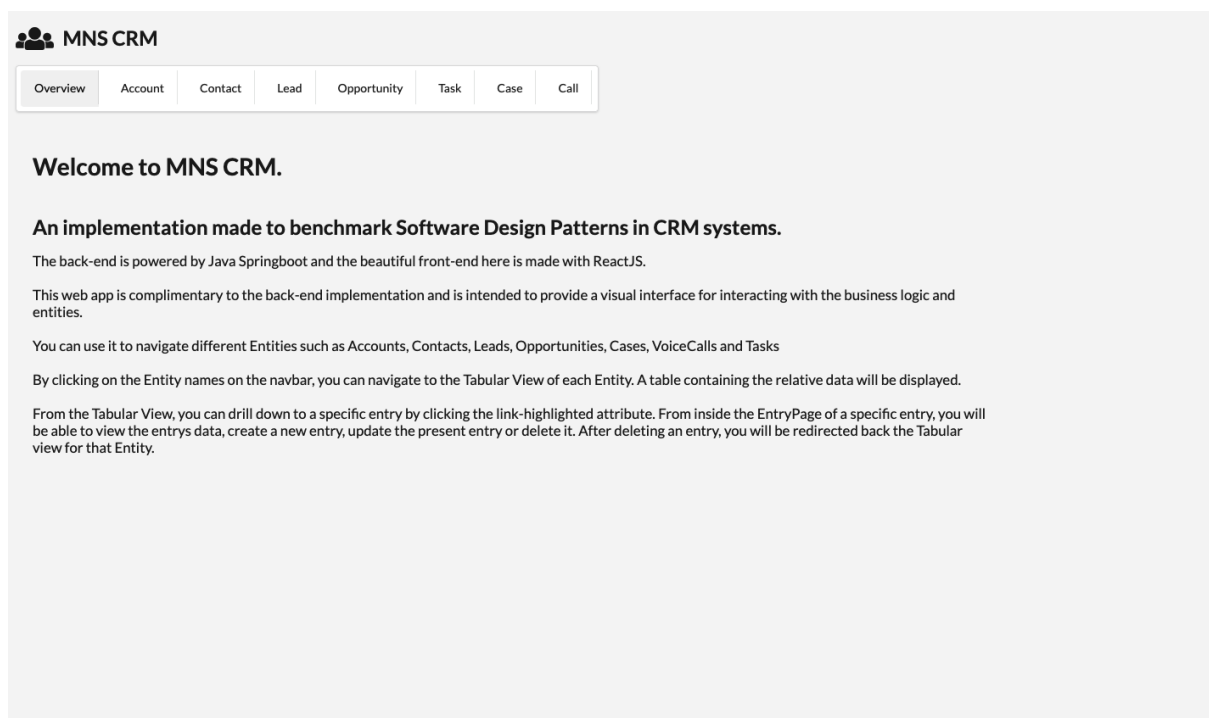 MNS CRM
Overview Account Contact Lead Opportunity Task Case Call
Welcome to MNS CRM.
An implementation made to benchmark Software Design Patterns in CRM systems.
The back-end is powered by Java Springboot and the beautiful front-end here is made with ReactJS.
This web app is complimentary to the back-end implementation and is intended to provide a visual interface for interacting with the business logic and
entities.
You can use it to navigate different Entities such as Accounts, Contacts, Leads, Opportunities, Cases, VoiceCalls and Tasks
By clicking on the Entity names on the navbar, you can navigate to the Tabular View of each Entity. A table containing the relative data will be displayed.
From the Tabular View, you can drill down to a specific entry by clicking the link-highlighted attribute. From inside the EntryPage of a specific entry, you will
be able to view the entrys data, create a new entry, update the present entry or delete it. After deleting an entry, you will be redirected back the Tabular
view for that Entity.